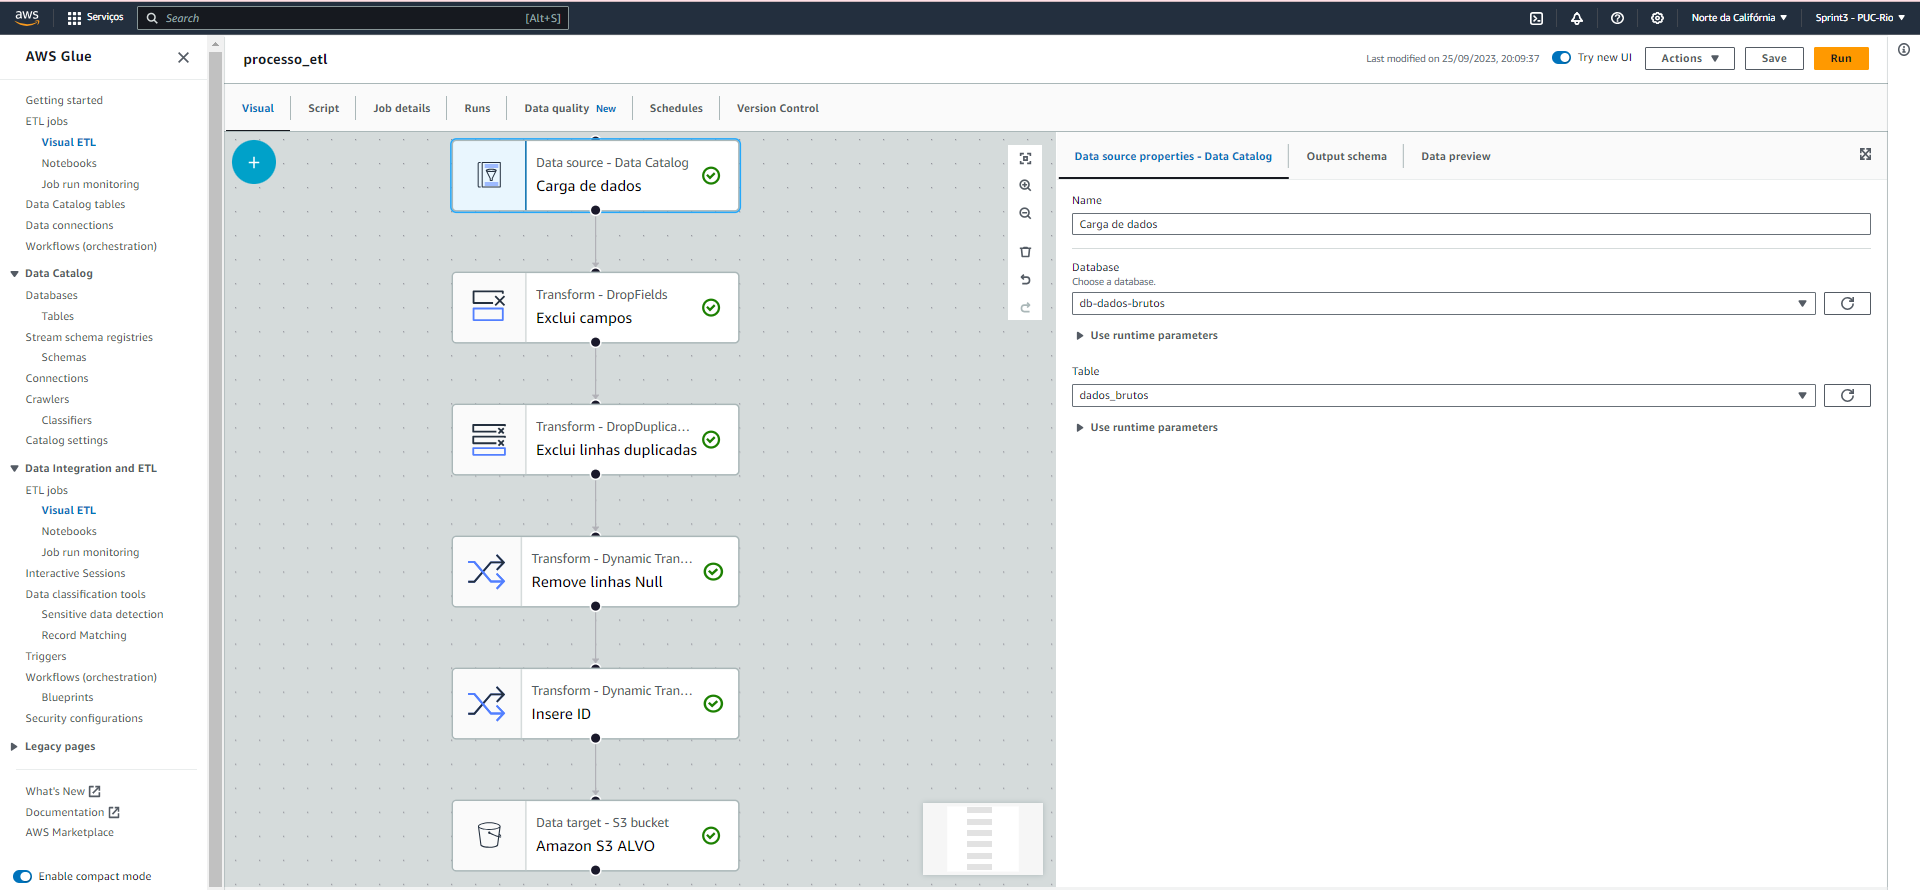 aws
Serviços
Search
[Alt+S]
Norte da Califórnia
Sprint3 - PUC-Rio
AWS Glue
Getting started
ETL jobs
Visual ETL
Notebooks
Job run monitoring
Data Catalog tables
Data connections
Workflows (orchestration)
Data Catalog
Databases
Tables
Stream schema registries
Schemas
Connections
Crawlers
Classifiers
Catalog settings
Data Integration and ETL
ETL jobs
Visual ETL
Notebooks
Job run monitoring
Interactive Sessions
Data classification tools
Sensitive data detection
Record Matching
Triggers
Workflows (orchestration)
Blueprints
Security configurations
Legacy pages
What's New
Documentation
AWS Marketplace
Enable compact mode
processo_etl
Last modified on 25/09/2023, 20:09:37
Try new UI
Actions
Save
Run
Visual
Script
Job details
Runs
Data quality New
Schedules
Version Control
Data source - Data Catalog
Carga de dados
Transform - DropFields
Exclui campos
Transform - DropDuplica...
Exclui linhas duplicadas
Transform - Dynamic Tran...
Remove linhas Null
Transform - Dynamic Tran...
Insere ID
Data target - S3 bucket
Amazon S3 ALVO
Data source properties - Data Catalog
Output schema
Data preview
Name
Carga de dados
Database
Choose a database.
db-dados-brutos
Use runtime parameters
Table
dados_brutos
Use runtime parameters